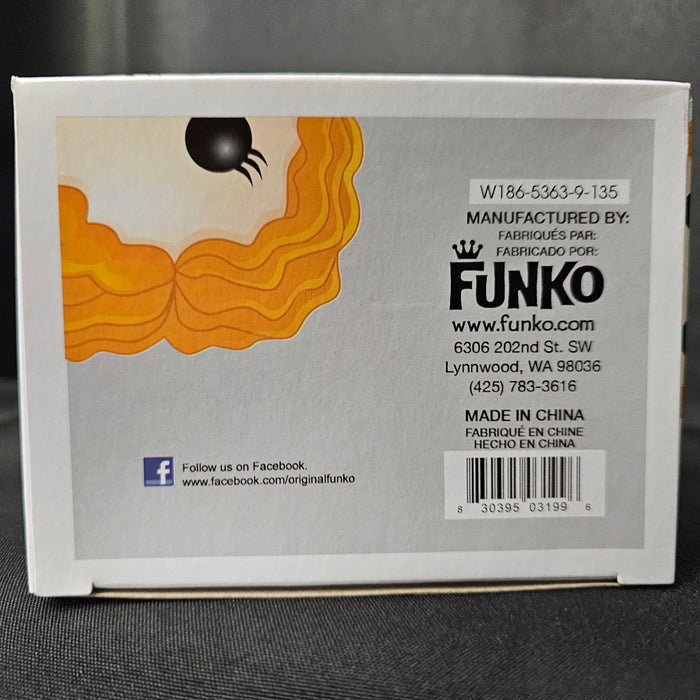 W186-5363-9-135
MANUFACTURED BY:
FABRIQUÉS PAR:
FABRICADO POR:
FUNKO
www.funko.com
6306 202nd St. SW
Lynnwood, WA 98036
(425) 783-3616
MADE IN CHINA
FABRIQUÉ EN CHINE
HECHO EN CHINA
8 30395 03199 6
f
Follow us on Facebook.
www.facebook.com/originalfunko